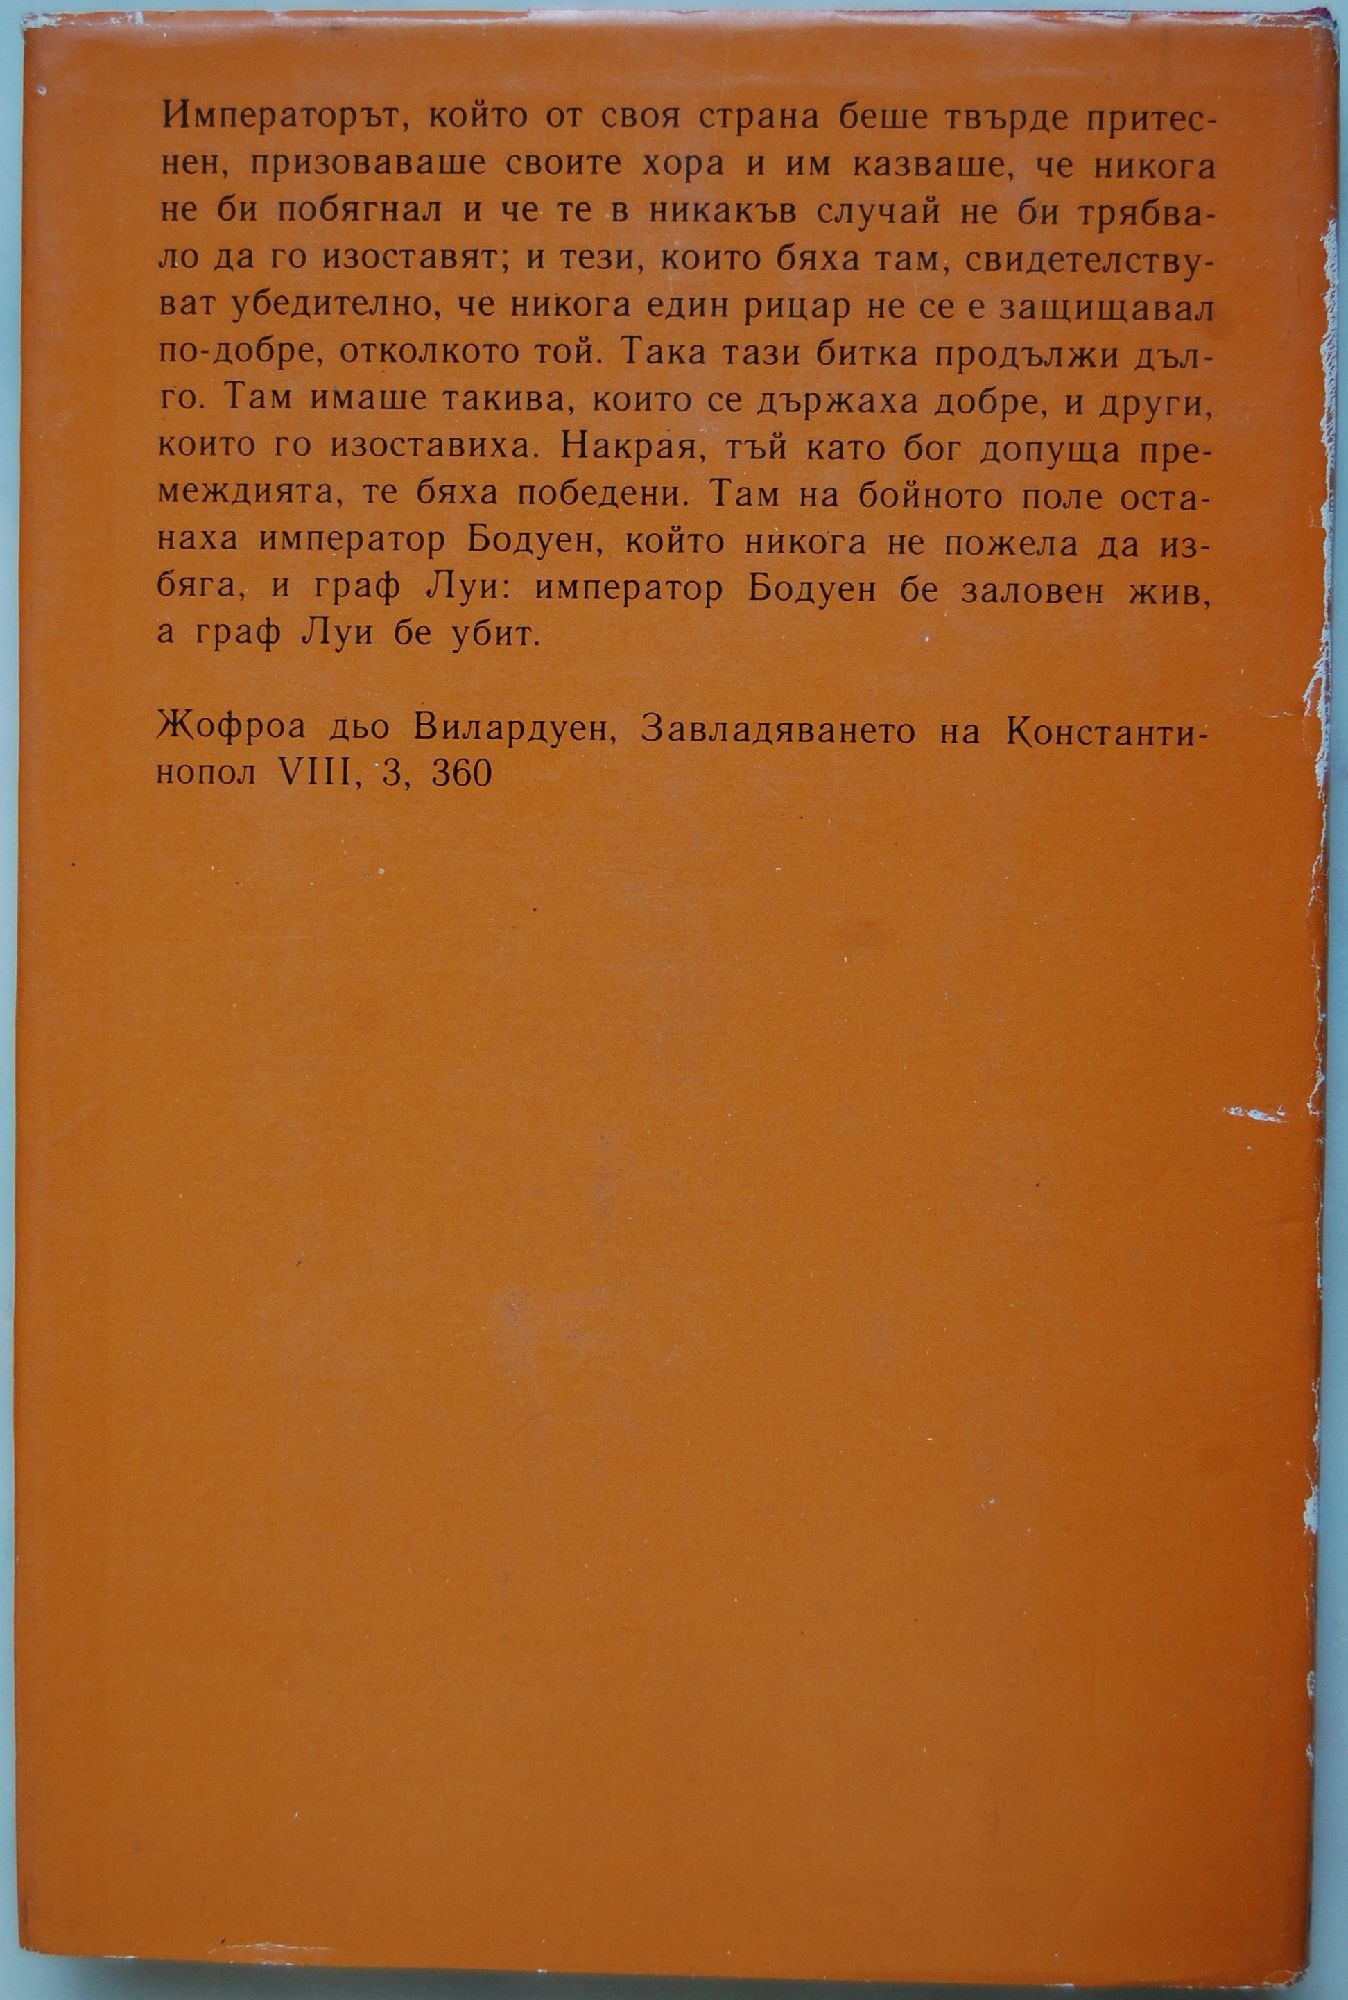 Императорът, който от своя страна беше твърде притес-
нен, призоваваше своите хора и им казваше, че никога
не би побягнал и че те в никакъв случай не би трябва-
ло да го изоставят; и тези, които бяха там, свидетелству-
ват убедително, че никога един рицар не се е защищавал
по-добре, отколкото той. Така тази битка продължи дъл-
го. Там имаше такива, които се държаха добре, и други,
които го изоставиха. Накрая, тъй като бог допуща пре-
междията, те бяха победени. Там на бойното поле оста-
наха император Бодуен, който никога не пожела да из-
бяга, и граф Луи: император Бодуен бе заловен жив,
а граф Луи бе убит.
Жофроа дьо Вилардуен, Завладяването на Константи-
нопол VIII, 3, 360